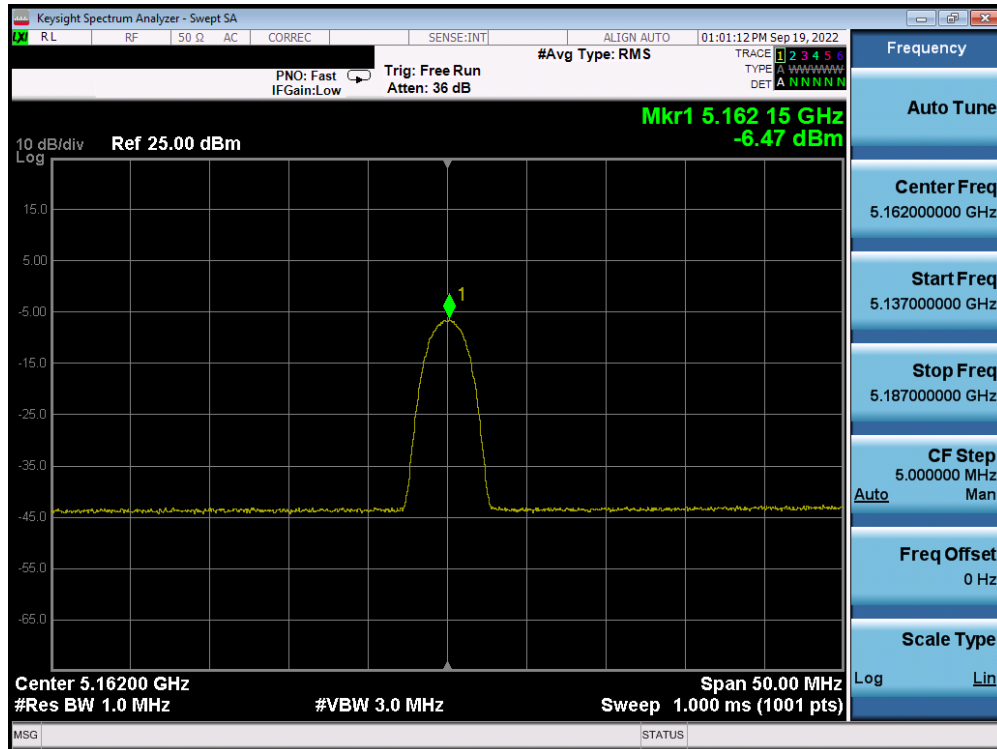 Keysight Spectrum Analyzer - Swept SA
LXI RL RF 50 Ω AC CORREC SENSE:INT ALIGN AUTO 01:01:12 PM Sep 19, 2022
#Avg Type: RMS
TRACE 1 2 3 4 5 6
PNO: Fast Trig: Free Run TYPE A WWWWW
IFGain:Low Atten: 36 dB DET A N N N N N
Mkr1 5.162 15 GHz
-6.47 dBm
10 dB/div Ref 25.00 dBm
Log
15.0
5.00
1
-5.00
-15.0
-25.0
-35.0
-45.0
-55.0
-65.0
Center 5.16200 GHz Span 50.00 MHz
#Res BW 1.0 MHz #VBW 3.0 MHz Sweep 1.000 ms (1001 pts)
MSG STATUS
Frequency
Auto Tune
Center Freq
5.162000000 GHz
Start Freq
5.137000000 GHz
Stop Freq
5.187000000 GHz
CF Step
5.000000 MHz
Auto Man
Freq Offset
0 Hz
Scale Type
Log Lin